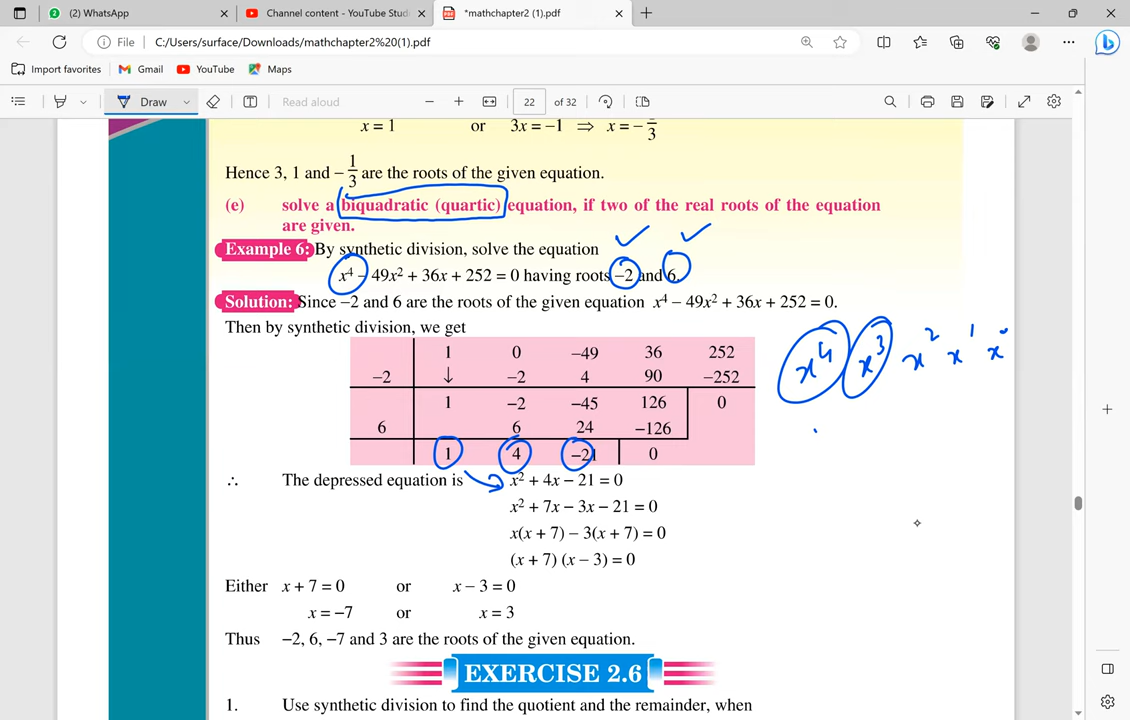 (2) WhatsApp
Channel content - YouTube Studi
*mathchapter2 (1).pdf
File C:/Users/surface/Downloads/mathchapter2%20(1).pdf
Import favorites Gmail YouTube Maps
Draw Read aloud 22 of 32
x = 1 or 3x = −1 ⇒ x = − 3
Hence 3, 1 and − 1/3 are the roots of the given equation.
(e) solve a biquadratic (quartic) equation, if two of the real roots of the equation
are given.
Example 6: By synthetic division, solve the equation
x⁴ − 49x² + 36x + 252 = 0 having roots −2 and 6.
Solution: Since −2 and 6 are the roots of the given equation x⁴ − 49x² + 36x + 252 = 0.
Then by synthetic division, we get
1 0 −49 36 252
−2 ↓ −2 4 90 −252
1 −2 −45 126 0
6 6 24 −126
1 4 −21 0
x⁴ x³ x² x¹ x⁰
∴ The depressed equation is x² + 4x − 21 = 0
x² + 7x − 3x − 21 = 0
x(x + 7) − 3(x + 7) = 0
(x + 7) (x − 3) = 0
Either x + 7 = 0 or x − 3 = 0
x = −7 or x = 3
Thus −2, 6, −7 and 3 are the roots of the given equation.
EXERCISE 2.6
1. Use synthetic division to find the quotient and the remainder, when